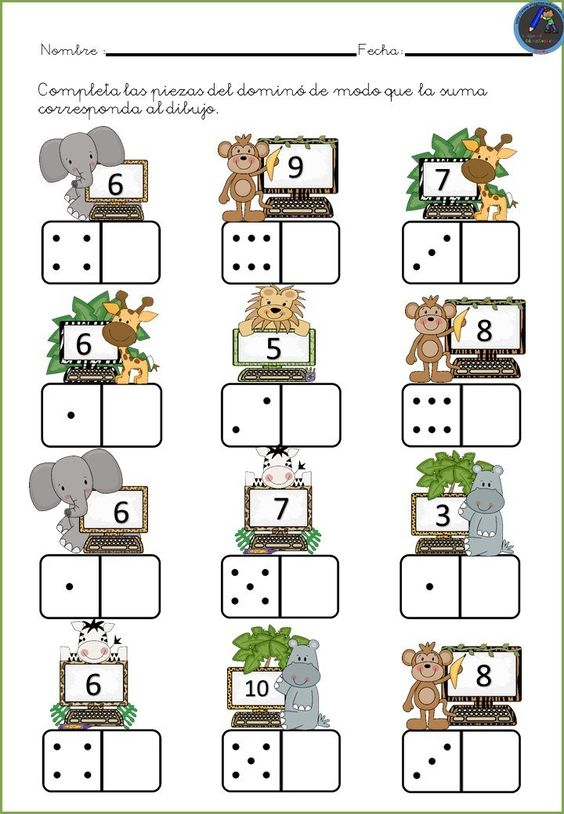 Nombre : Fecha:
Completa las piezas del dominó de modo que la suma
corresponda al dibujo.
6 9 7
6 5 8
6 7 3
6 10 8